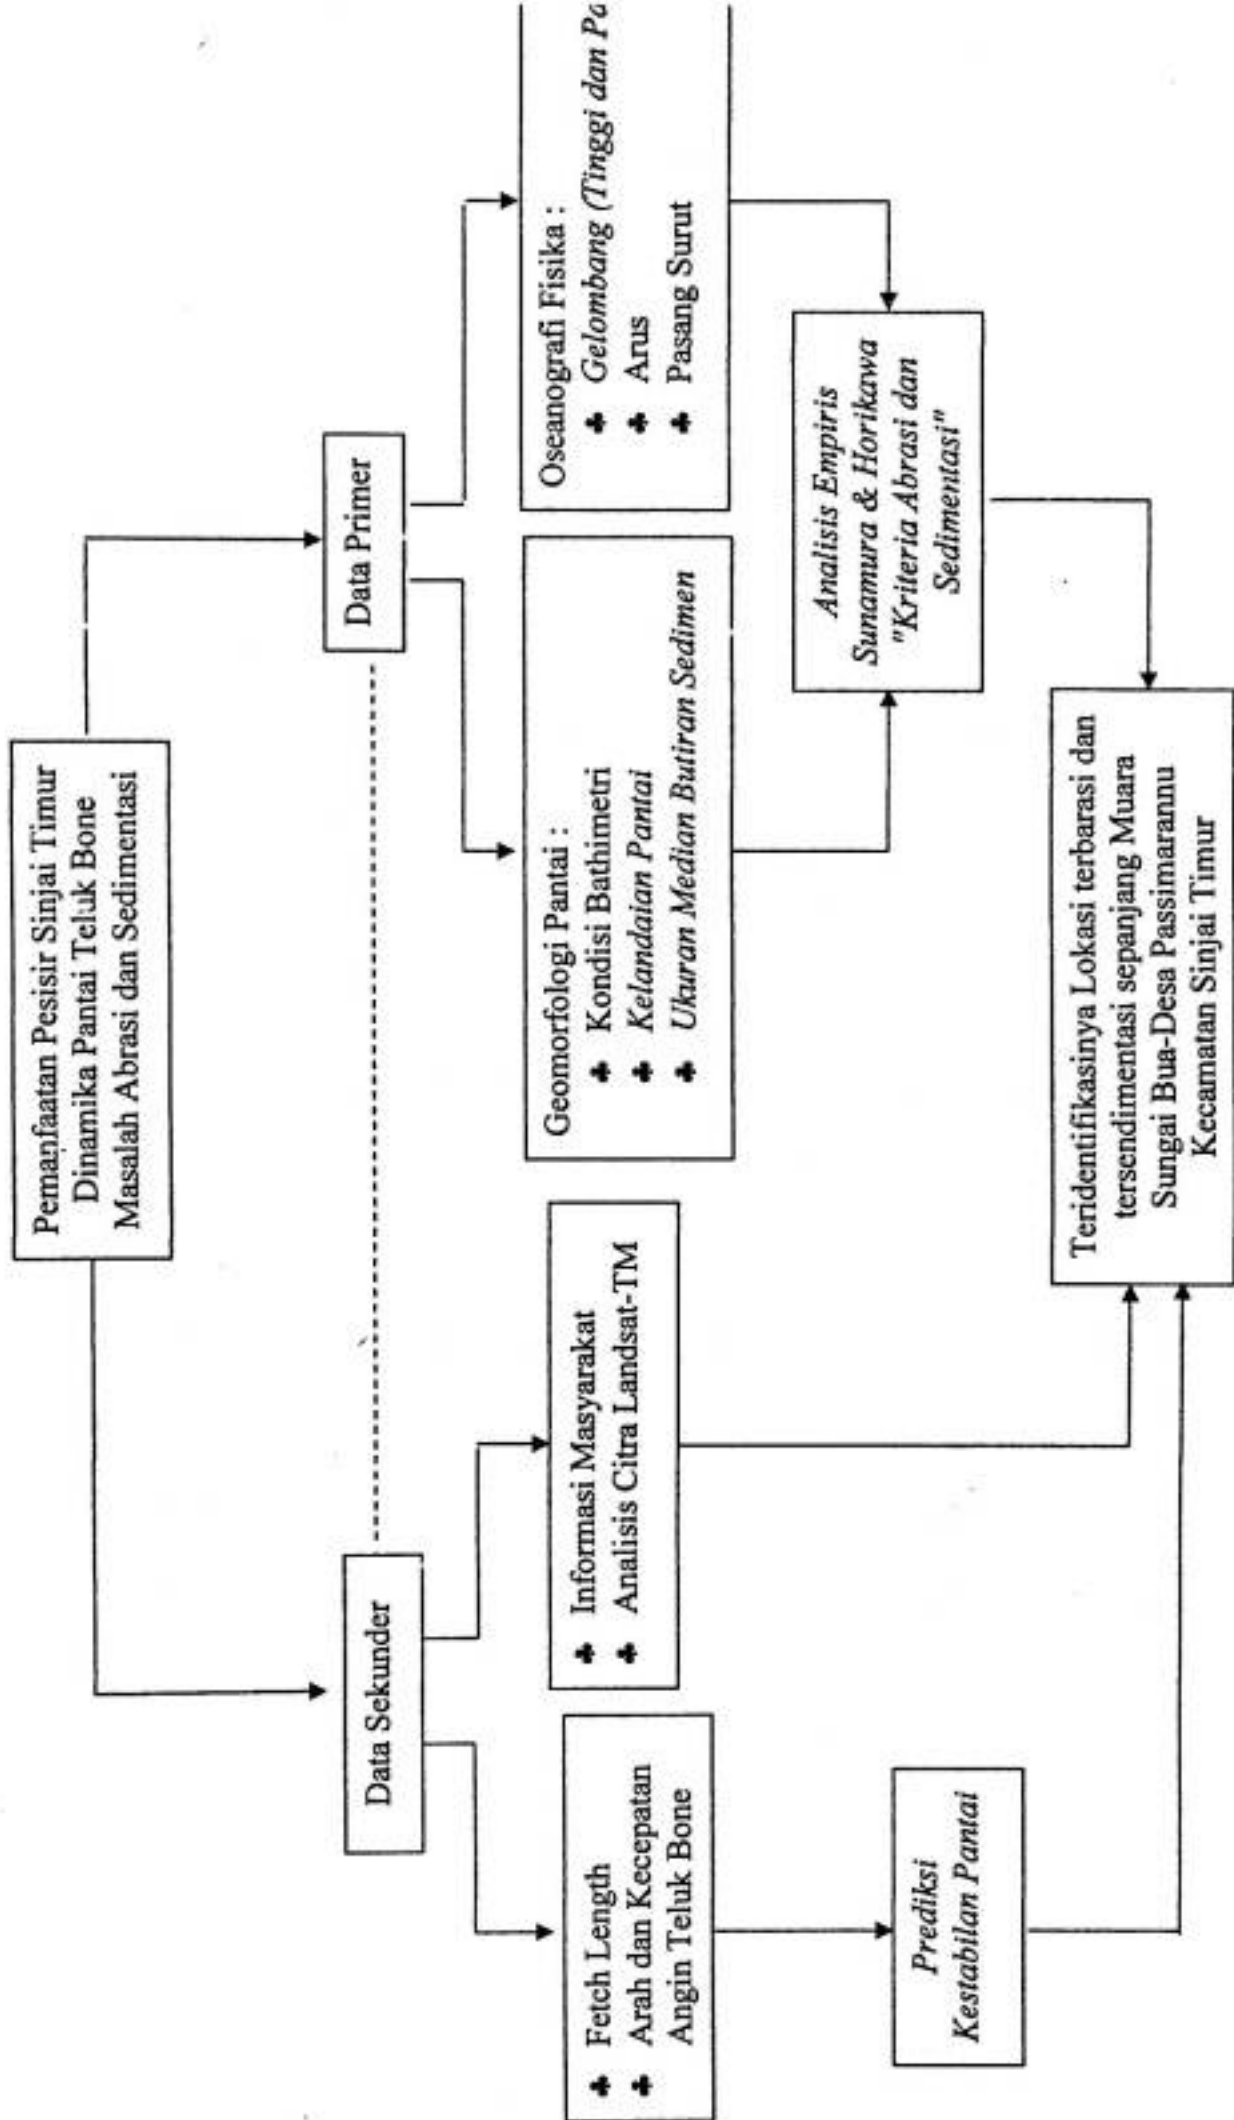 Pemanfaatan Pesisir Sinjai Timur
Dinamika Pantai Teluk Bone
Masalah Abrasi dan Sedimentasi
Data Sekunder
Data Primer
♣ Fetch Length
♣ Arah dan Kecepatan
Angin Teluk Bone
♣ Informasi Masyarakat
♣ Analisis Citra Landsat-TM
Geomorfologi Pantai :
♣ Kondisi Bathimetri
♣ Kelandaian Pantai
♣ Ukuran Median Butiran Sedimen
Oseanografi Fisika :
♣ Gelombang (Tinggi dan Pa
♣ Arus
♣ Pasang Surut
Prediksi
Kestabilan Pantai
Analisis Empiris
Sunamura & Horikawa
"Kriteria Abrasi dan
Sedimentasi"
Teridentifikasinya Lokasi terbarasi dan
tersendimentasi sepanjang Muara
Sungai Bua-Desa Passimarannu
Kecamatan Sinjai Timur